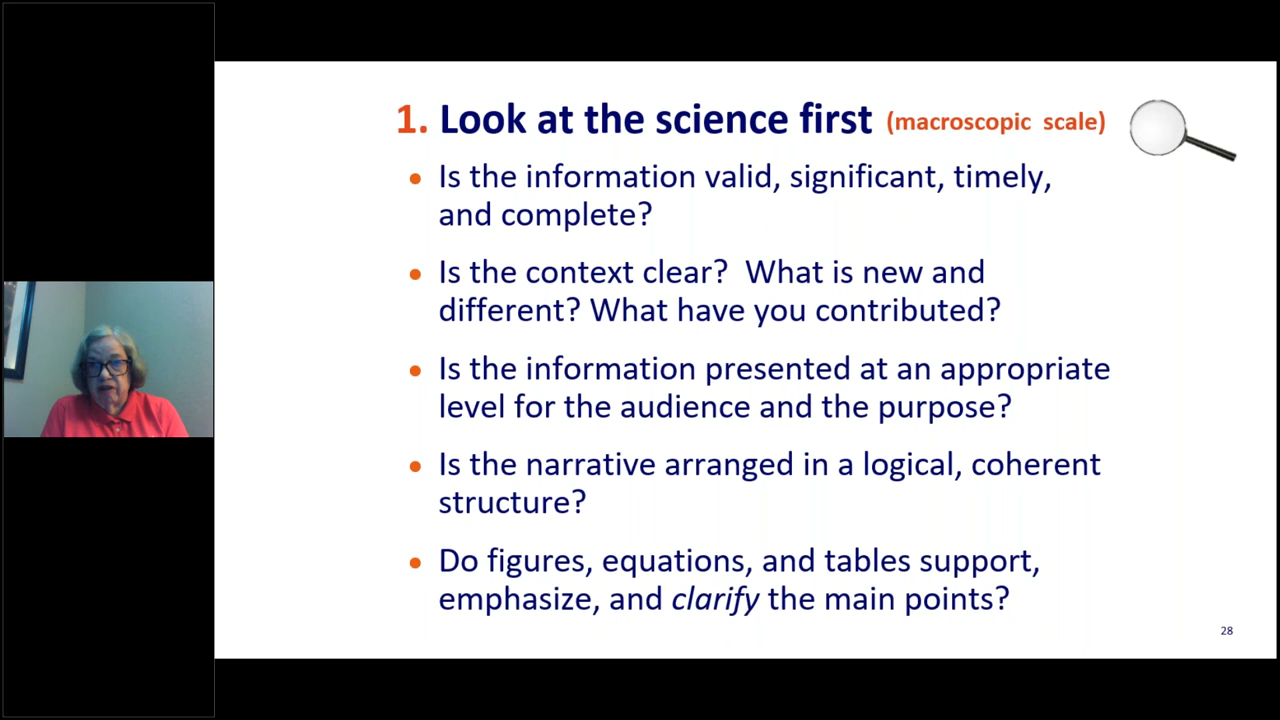 1. Look at the science first (macroscopic scale)
• Is the information valid, significant, timely,
and complete?
• Is the context clear? What is new and
different? What have you contributed?
• Is the information presented at an appropriate
level for the audience and the purpose?
• Is the narrative arranged in a logical, coherent
structure?
• Do figures, equations, and tables support,
emphasize, and clarify the main points?
28